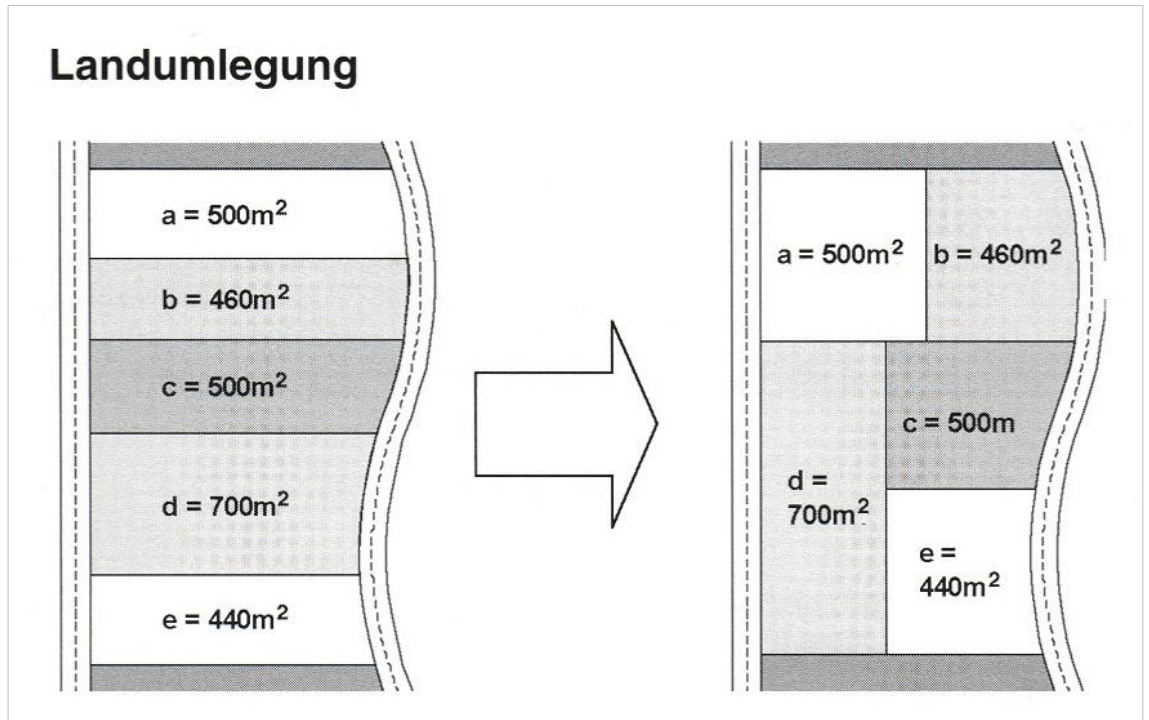 Landumlegung
a = 500m²
b = 460m²
c = 500m²
d = 700m²
e = 440m²
a = 500m²
b = 460m²
c = 500m
d =
700m²
e =
440m²